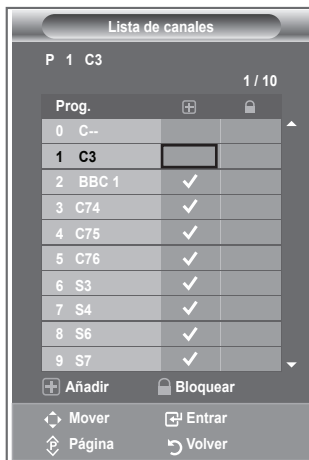 Lista de canales
P 1 C3
1 / 10
Prog.
0 C--
1 C3
2 BBC 1
3 C74
4 C75
5 C76
6 S3
7 S4
8 S6
9 S7
Añadir Bloquear
Mover Entrar
Página Volver